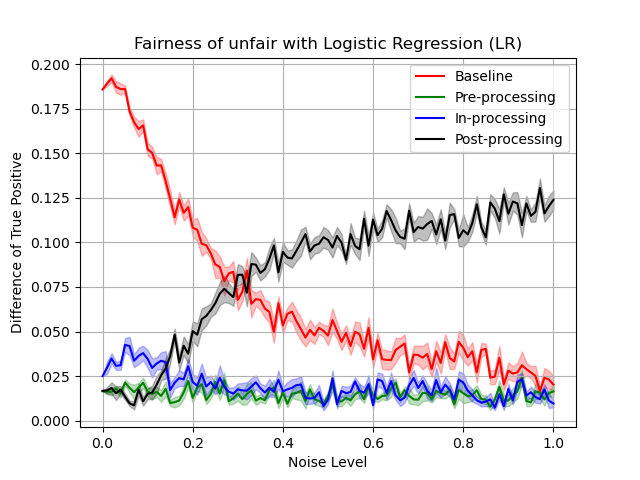 Fairness of unfair with Logistic Regression (LR)
Difference of True Positive
0.200
0.175
0.150
0.125
0.100
0.075
0.050
0.025
0.000
Baseline
Pre-processing
In-processing
Post-processing
0.0 0.2 0.4 0.6 0.8 1.0
Noise Level